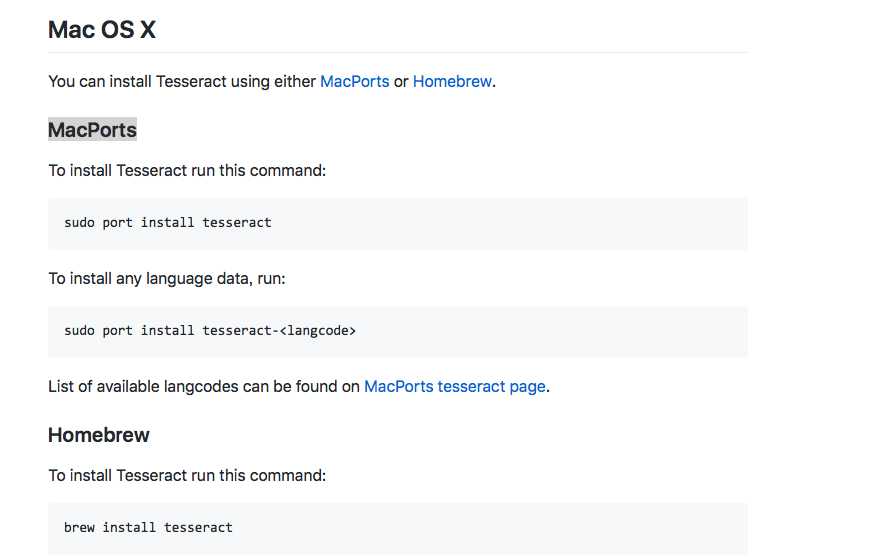 Mac OS X
You can install Tesseract using either MacPorts or Homebrew.
MacPorts
To install Tesseract run this command:
sudo port install tesseract
To install any language data, run:
sudo port install tesseract-<langcode>
List of available langcodes can be found on MacPorts tesseract page.
Homebrew
To install Tesseract run this command:
brew install tesseract